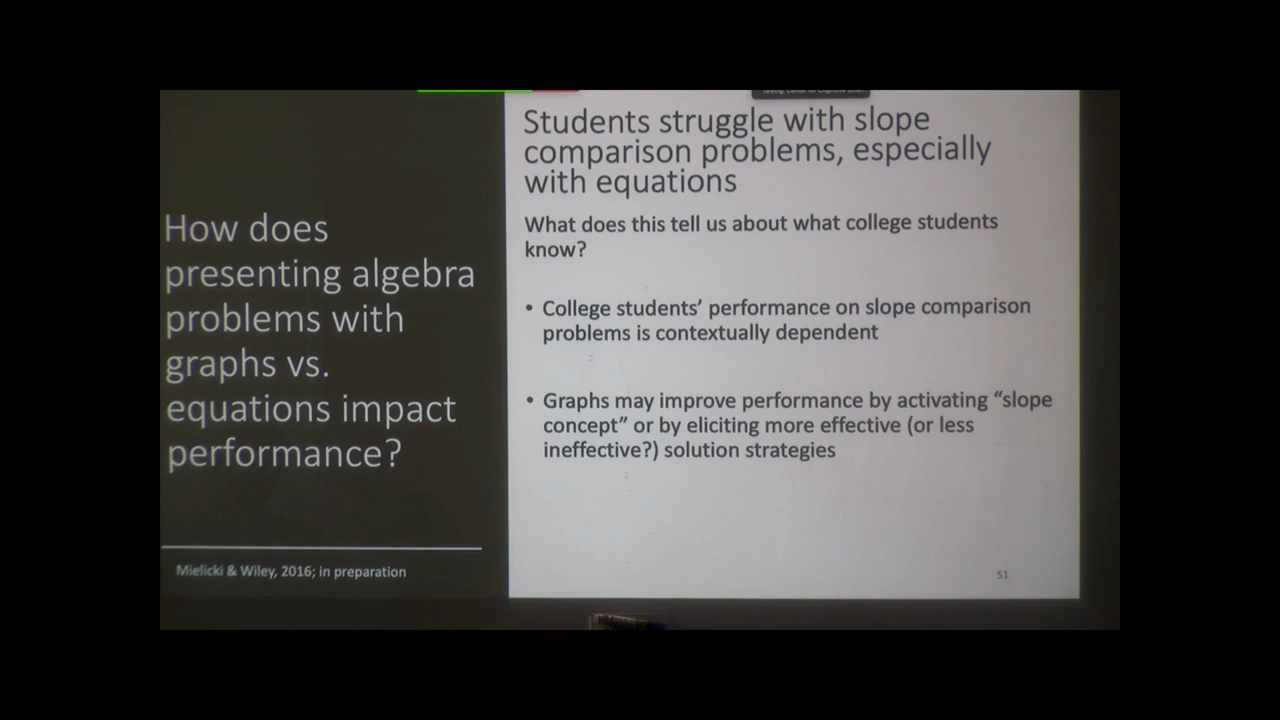 How does
presenting algebra
problems with
graphs vs.
equations impact
performance?
Mielicki & Wiley, 2016; in preparation
Students struggle with slope
comparison problems, especially
with equations
What does this tell us about what college students
know?
• College students’ performance on slope comparison
problems is contextually dependent
• Graphs may improve performance by activating “slope
concept” or by eliciting more effective (or less
ineffective?) solution strategies
51